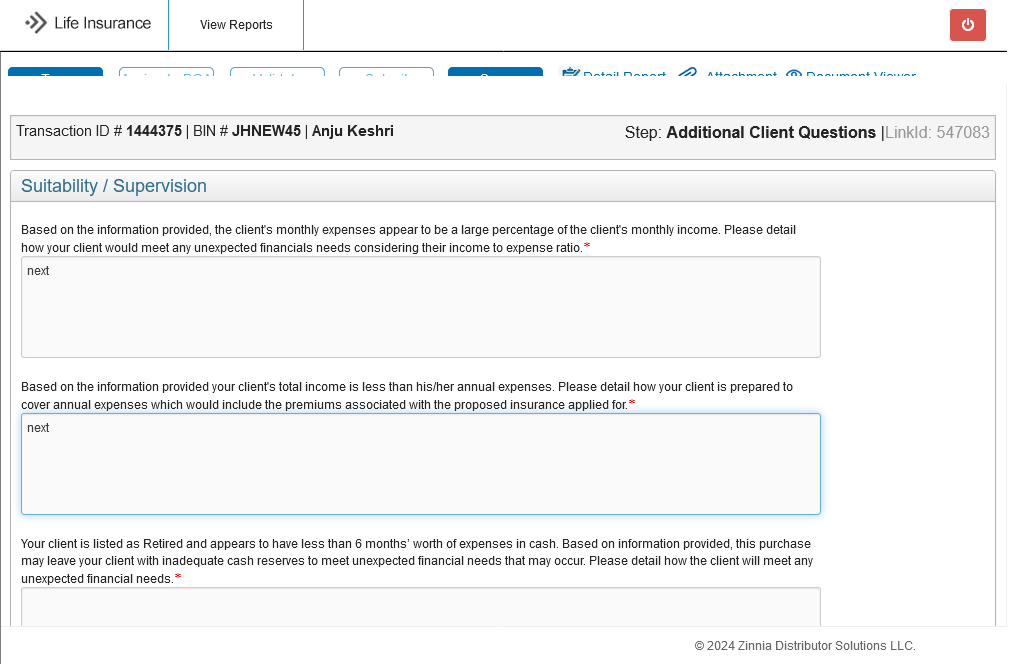 Life Insurance View Reports
Detail Report Attachment Document Viewer
Transaction ID # 1444375 | BIN # JHNEW45 | Anju Keshri Step: Additional Client Questions |LinkId: 547083
Suitability / Supervision
Based on the information provided, the client's monthly expenses appear to be a large percentage of the client's monthly income. Please detail
how your client would meet any unexpected financials needs considering their income to expense ratio.*
next
Based on the information provided your client's total income is less than his/her annual expenses. Please detail how your client is prepared to
cover annual expenses which would include the premiums associated with the proposed insurance applied for.*
next
Your client is listed as Retired and appears to have less than 6 months' worth of expenses in cash. Based on information provided, this purchase
may leave your client with inadequate cash reserves to meet unexpected financial needs that may occur. Please detail how the client will meet any
unexpected financial needs.*
© 2024 Zinnia Distributor Solutions LLC.